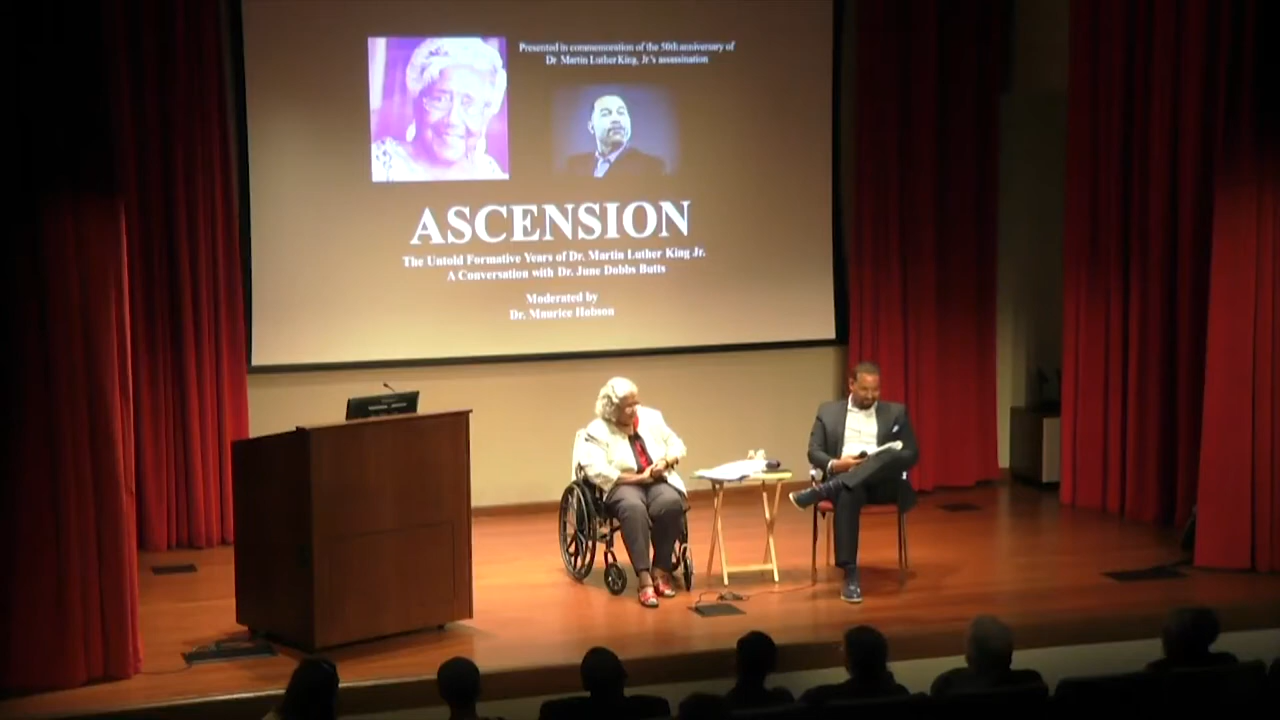 Presented in commemoration of the 50th anniversary of
Dr Martin Luther King, Jr's assassination
ASCENSION
The Untold Formative Years of Dr. Martin Luther King Jr.
A Conversation with Dr. June Dobbs Butts
Moderated by
Dr. Maurice Hobson